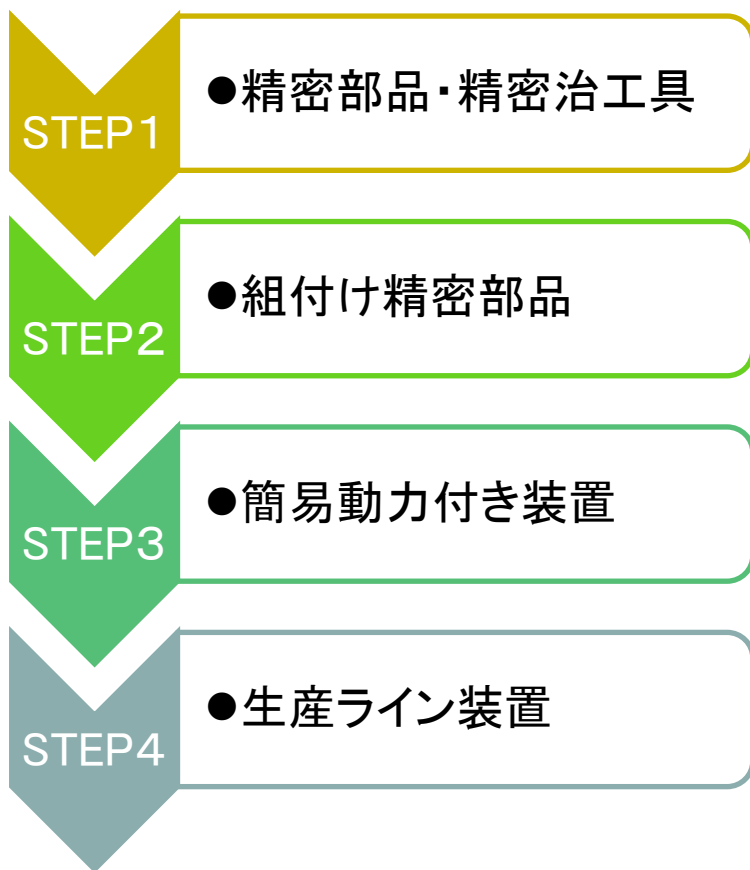 STEP1
●精密部品・精密治工具
STEP2
●組付け精密部品
STEP3
●簡易動力付き装置
STEP4
●生産ライン装置